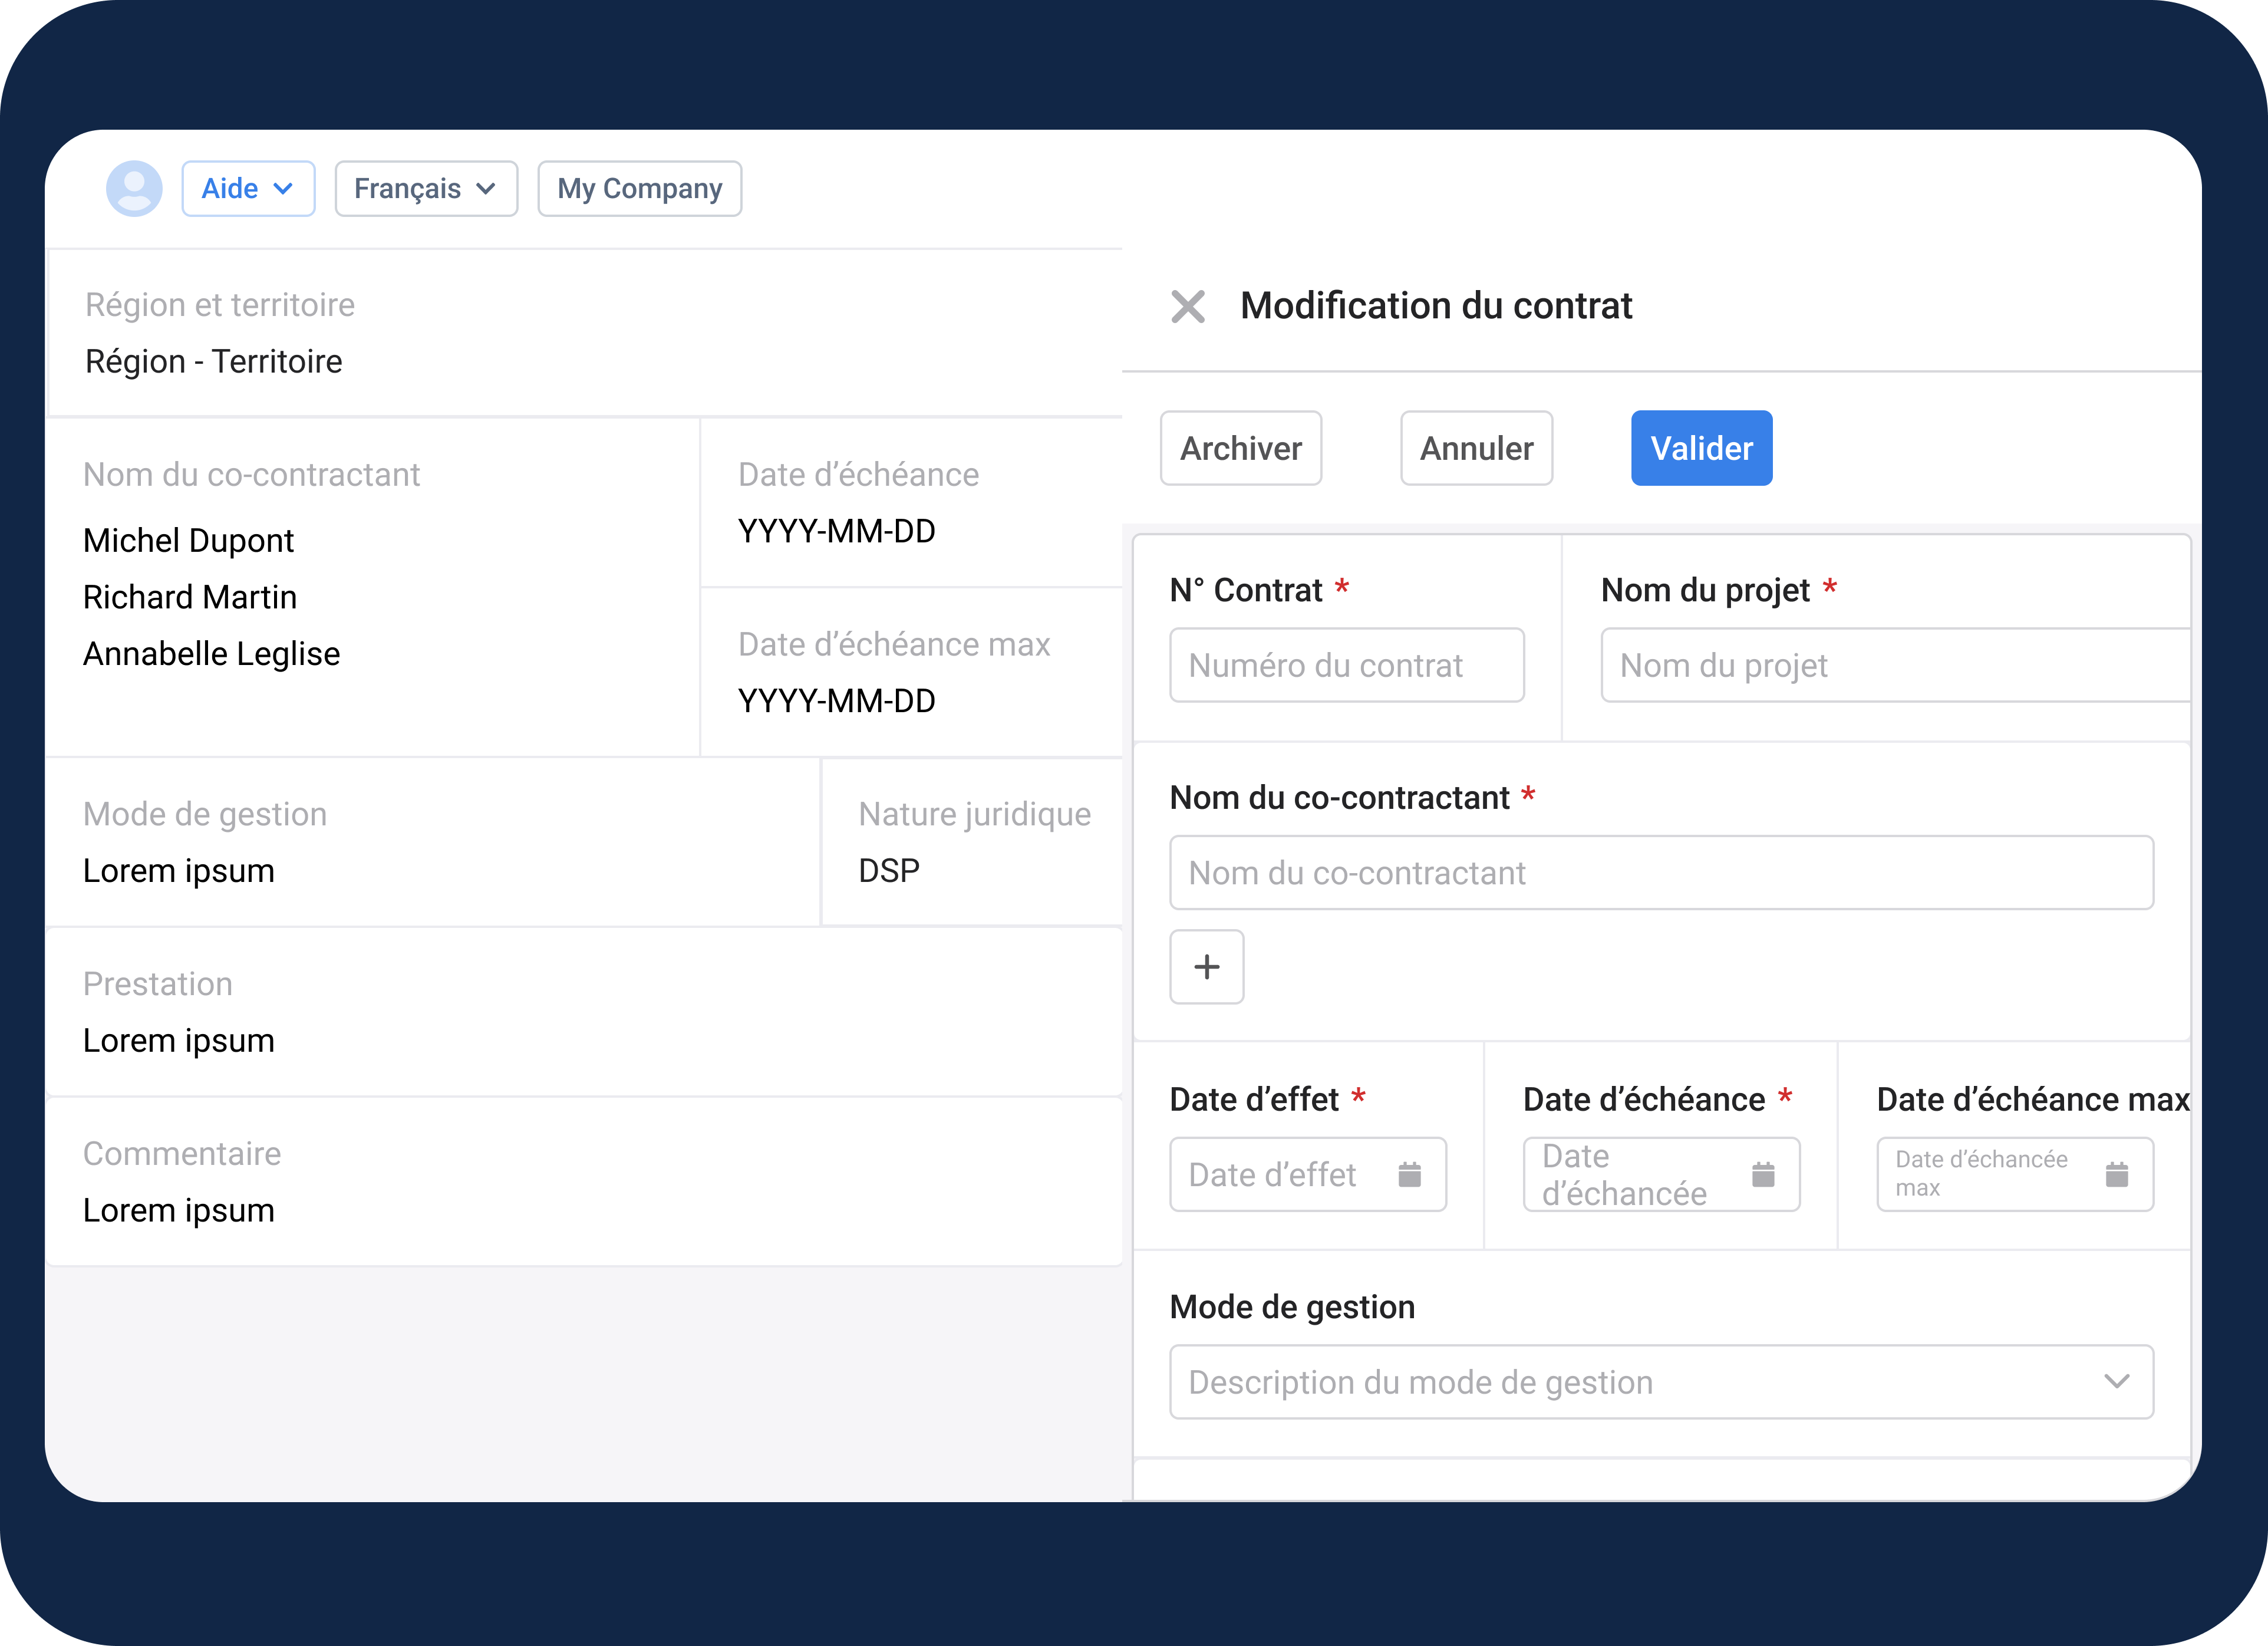 Aide
Français
My Company
Région et territoire
Région - Territoire
Nom du co-contractant
Michel Dupont
Richard Martin
Annabelle Leglise
Date d’échéance
YYYY-MM-DD
Date d’échéance max
YYYY-MM-DD
Mode de gestion
Lorem ipsum
Nature juridique
DSP
Prestation
Lorem ipsum
Commentaire
Lorem ipsum
Modification du contrat
Archiver
Annuler
Valider
N° Contrat *
Numéro du contrat
Nom du projet *
Nom du projet
Nom du co-contractant *
Nom du co-contractant
+
Date d’effet *
Date d’effet
Date d’échéance *
Date
d’échancée
Date d’échéance max
Date d’échancée
max
Mode de gestion
Description du mode de gestion